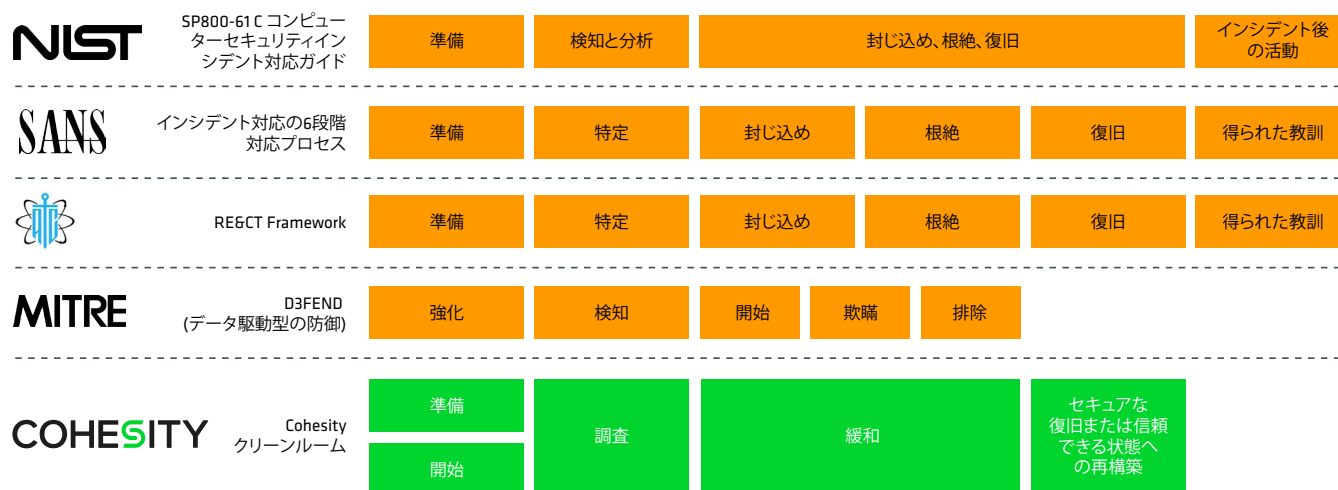 NIST
SP800-61 C コンピュー
ターセキュリティイン
シデント対応ガイド
準備
検知と分析
封じ込め、根絶、復旧
インシデント後
の活動
SANS
インシデント対応の6段階
対応プロセス
準備
特定
封じ込め
根絶
復旧
得られた教訓
ATC
RE&CT Framework
準備
特定
封じ込め
根絶
復旧
得られた教訓
MITRE
D3FEND
(データ駆動型の防御)
強化
検知
開始
欺瞞
排除
COHESITY
Cohesity
クリーンルーム
準備
開始
調査
緩和
セキュアな
復旧または信頼
できる状態へ
の再構築